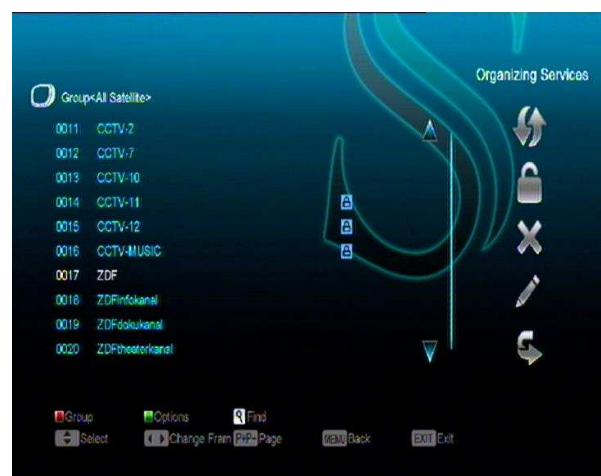 Organizing Services
Group<All Satellite>
0011 CCTV-2
0012 CCTV-7
0013 CCTV-10
0014 CCTV-11
0015 CCTV-12
0016 CCTV-MUSIC
0017 ZDF
0018 ZDFinfokanal
0019 ZDFdokukanal
0020 ZDFtheaterkanal
Group Options Find
Select Change Fram P+P- Page MENU Back EXIT Exit